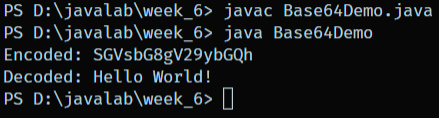 PS D:\javalab\week_6> javac Base64Demo.java
PS D:\javalab\week_6> java Base64Demo
Encoded: SGVsbG8gV29ybGQh
Decoded: Hello World!
PS D:\javalab\week_6>